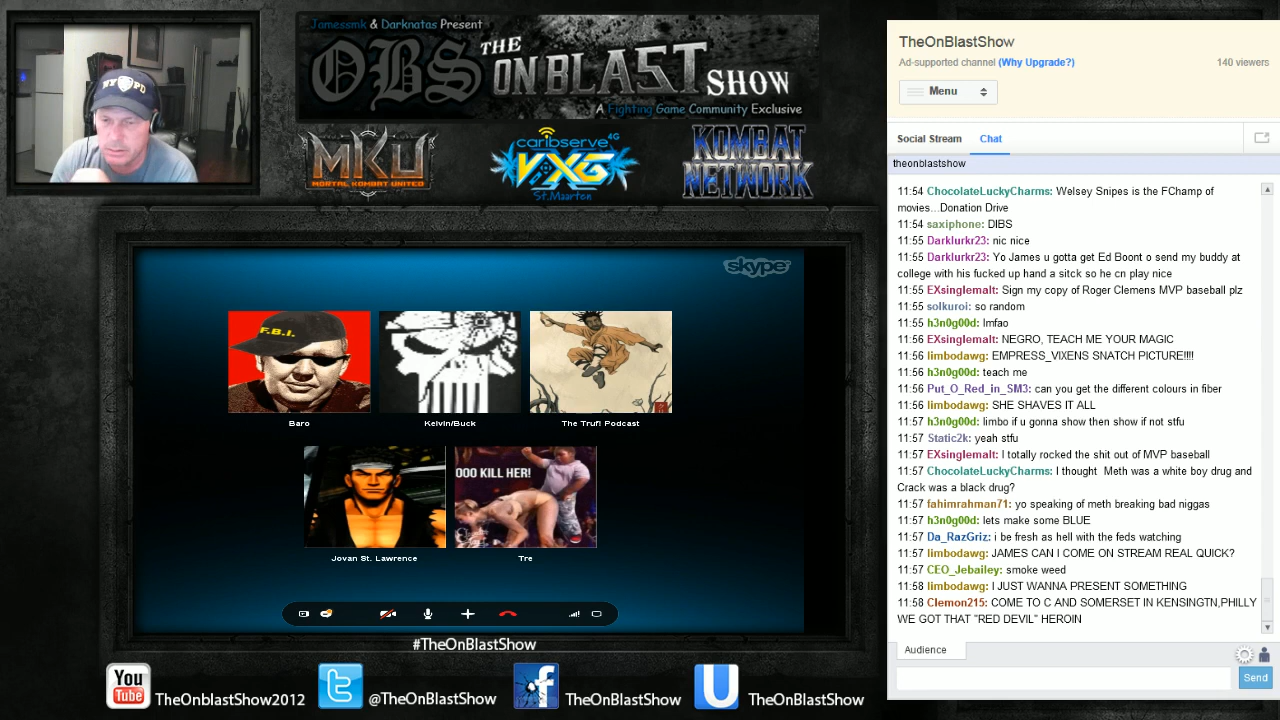 Jamessmk & Darknatas Present
OBS THE ON BLAST SHOW
A Fighting Game Community Exclusive
NYPD
MKU
MORTAL KOMBAT UNITED
caribserve 4G
VXG
St.Maarten
KOMBAT
NETWORK
skype
F.B.I.
Baro
Kelvin/Buck
The Trufl Podcast
OOO KILL HER!
Jovan St. Lawrence
Tre
#TheOnBlastShow
You Tube TheOnblastShow2012
@TheOnBlastShow
TheOnBlastShow
TheOnBlastShow
TheOnBlastShow
Ad-supported channel (Why Upgrade?)
140 viewers
Menu
Social Stream Chat
theonblastshow
11:54 ChocolateLuckyCharms: Welsey Snipes is the FChamp of
movies...Donation Drive
11:54 saxiphone: DIBS
11:55 Darklurkr23: nic nice
11:55 Darklurkr23: Yo James u gotta get Ed Boont o send my buddy at
college with his fucked up hand a sitck so he cn play nice
11:55 EXsinglemalt: Sign my copy of Roger Clemens MVP baseball plz
11:55 solkuroi: so random
11:55 h3n0g00d: lmfao
11:56 EXsinglemalt: NEGRO, TEACH ME YOUR MAGIC
11:56 limbodawg: EMPRESS_VIXENS SNATCH PICTURE!!!!
11:56 h3n0g00d: teach me
11:56 Put_O_Red_in_SM3: can you get the different colours in fiber
11:56 limbodawg: SHE SHAVES IT ALL
11:57 h3n0g00d: limbo if u gonna show then show if not stfu
11:57 Static2k: yeah stfu
11:57 EXsinglemalt: I totally rocked the shit out of MVP baseball
11:57 ChocolateLuckyCharms: I thought Meth was a white boy drug and
Crack was a black drug?
11:57 fahimrahman71: yo speaking of meth breaking bad niggas
11:57 h3n0g00d: lets make some BLUE
11:57 Da_RazGriz: i be fresh as hell with the feds watching
11:57 limbodawg: JAMES CAN I COME ON STREAM REAL QUICK?
11:57 CEO_Jebailey: smoke weed
11:58 limbodawg: I JUST WANNA PRESENT SOMETHING
11:58 Clemon215: COME TO C AND SOMERSET IN KENSINGTN,PHILLY
WE GOT THAT "RED DEVIL" HEROIN
Audience
Send